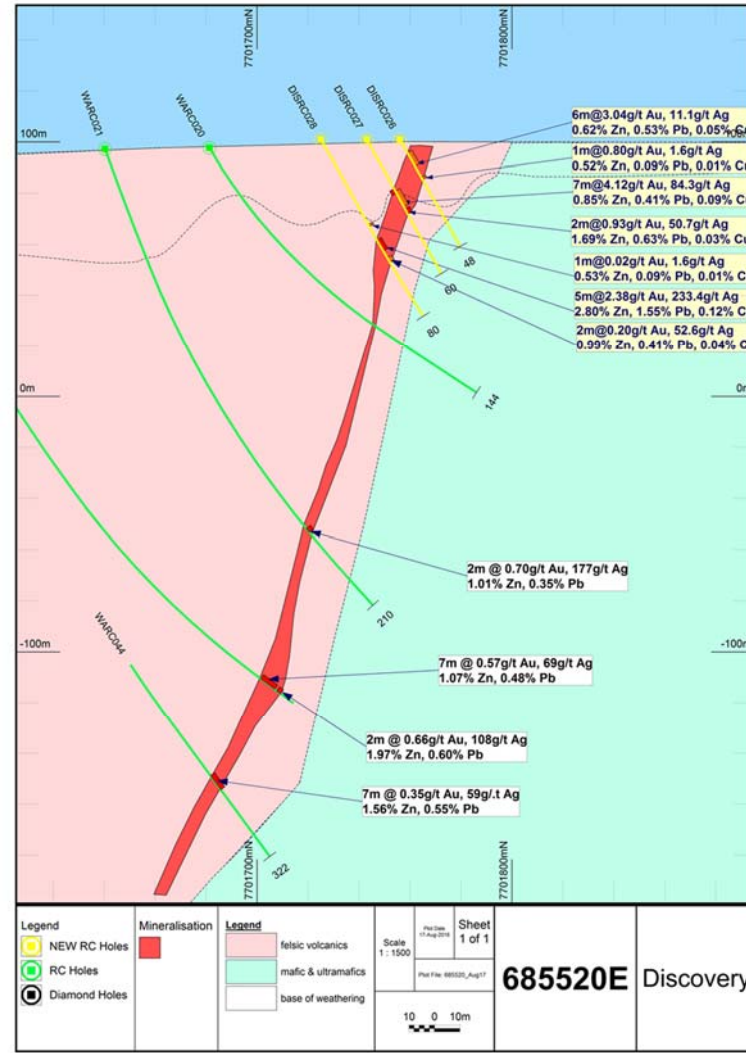 7701700mN
7701800mN
WARC021
WARC020
DISRC028
DISRC027
DISRC026
100m
6m@3.04g/t Au, 11.1g/t Ag
0.62% Zn, 0.53% Pb, 0.05% C
1m@0.80g/t Au, 1.6g/t Ag
0.52% Zn, 0.09% Pb, 0.01% Cu
7m@4.12g/t Au, 84.3g/t Ag
0.85% Zn, 0.41% Pb, 0.09% Cu
2m@0.93g/t Au, 50.7g/t Ag
1.69% Zn, 0.63% Pb, 0.03% Cu
1m@0.02g/t Au, 1.6g/t Ag
0.53% Zn, 0.09% Pb, 0.01% C
5m@2.38g/t Au, 233.4g/t Ag
2.80% Zn, 1.55% Pb, 0.12% C
2m@0.20g/t Au, 52.6g/t Ag
0.99% Zn, 0.41% Pb, 0.04% C
48
60
80
0m
0m
144
2m @ 0.70g/t Au, 177g/t Ag
1.01% Zn, 0.35% Pb
210
WARC044
-100m
-100m
7m @ 0.57g/t Au, 69g/t Ag
1.07% Zn, 0.48% Pb
2m @ 0.66g/t Au, 108g/t Ag
1.97% Zn, 0.60% Pb
7m @ 0.35g/t Au, 59g/.t Ag
1.56% Zn, 0.55% Pb
322
7701700mN
7701800mN
Legend
NEW RC Holes
RC Holes
Diamond Holes
Mineralisation
Legend
felsic volcanics
mafic & ultramafics
base of weathering
Scale
1 : 1500
Plot Date
17-Aug-2018
Sheet
1 of 1
Plot File: 685520_Aug17
10 0 10m
685520E
Discovery